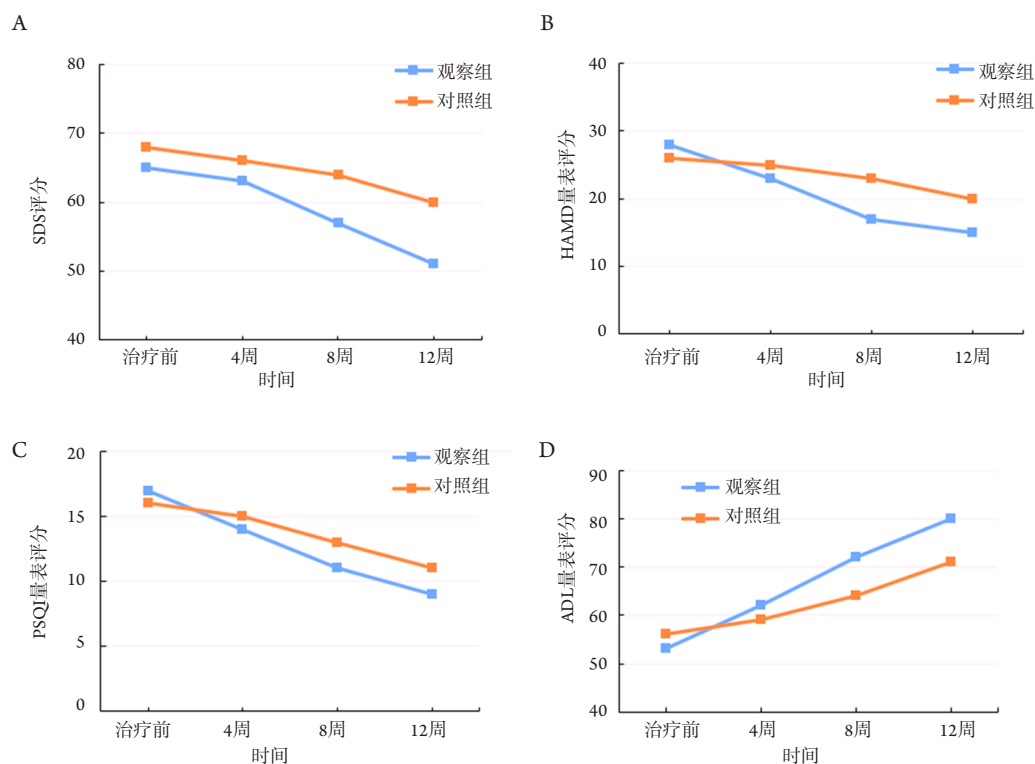 A
80
70
60
50
40
SDS评分
观察组
对照组
治疗前 4周 8周 12周
时间
B
40
30
20
10
0
HAMD量表评分
观察组
对照组
治疗前 4周 8周 12周
时间
C
20
15
10
5
0
PSQI量表评分
观察组
对照组
治疗前 4周 8周 12周
时间
D
90
80
70
60
50
40
ADL量表评分
观察组
对照组
治疗前 4周 8周 12周
时间